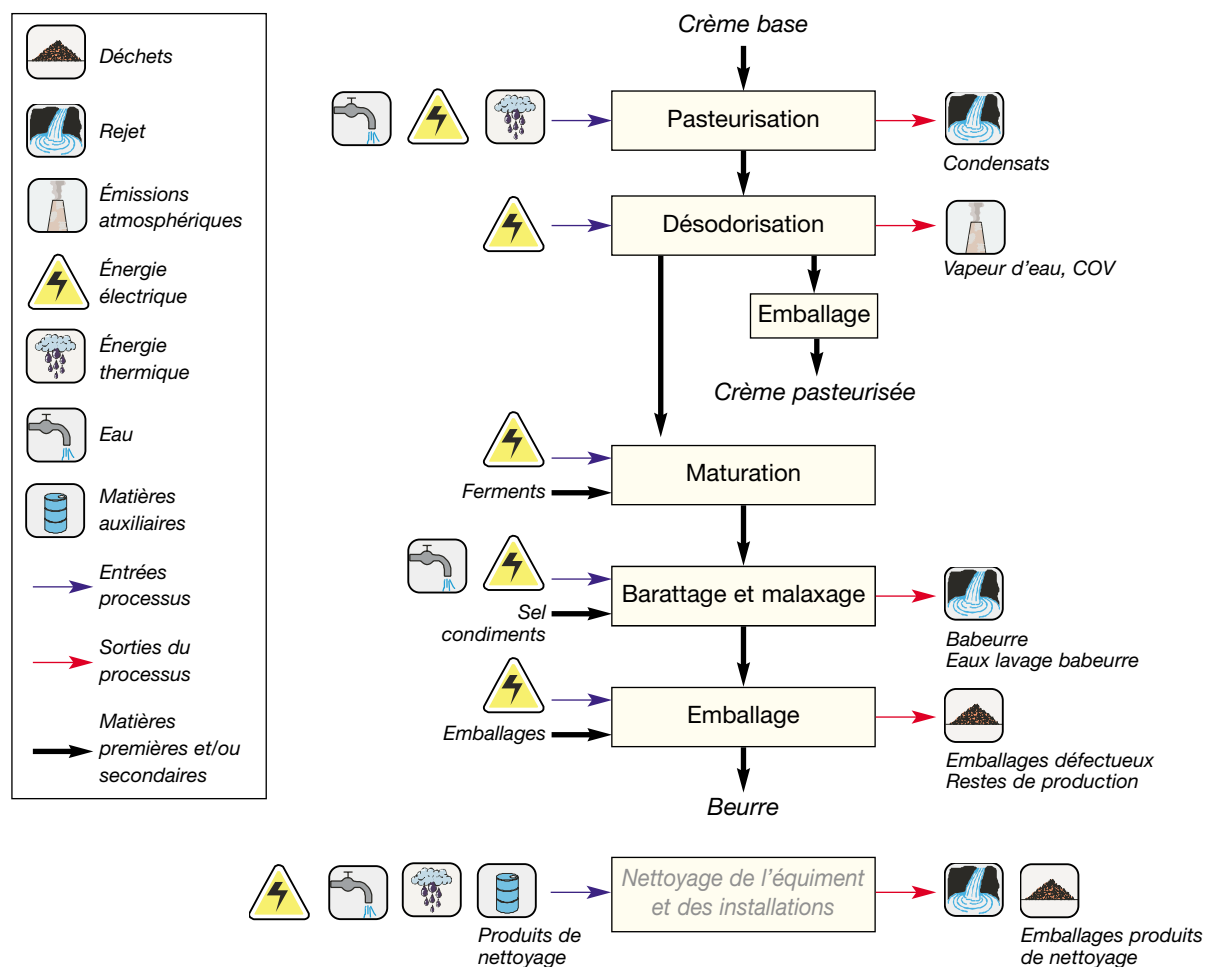 Déchets
Rejet
Émissions
atmosphériques
Énergie
électrique
Énergie
thermique
Eau
Matières
auxiliaires
Entrées
processus
Sorties du
processus
Matières
premières et/ou
secondaires
Crème base
Pasteurisation
Condensats
Désodorisation
Vapeur d'eau, COV
Emballage
Crème pasteurisée
Maturation
Ferments
Barattage et malaxage
Sel
condiments
Babeurre
Eaux lavage babeurre
Emballage
Emballages
Emballages défectueux
Restes de production
Beurre
Nettoyage de l'équiment
et des installations
Produits de
nettoyage
Emballages produits
de nettoyage